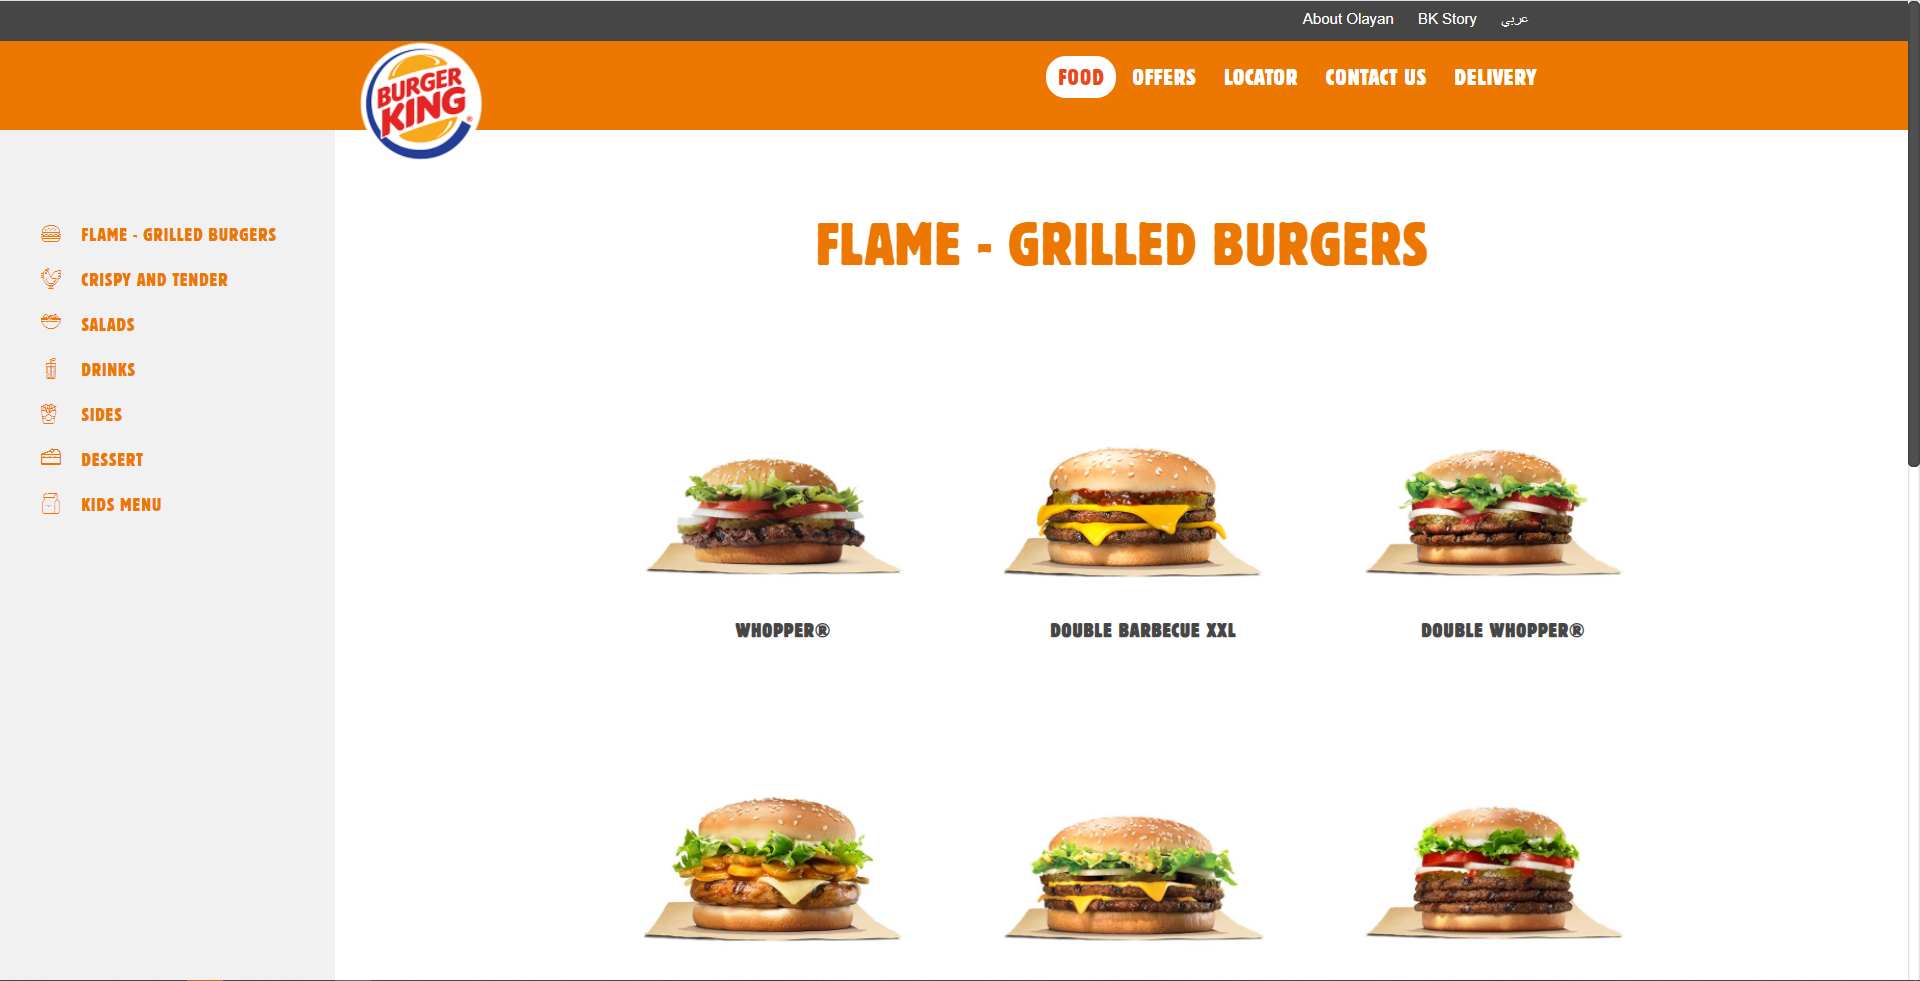 About Olayan BK Story عربي
BURGER
KING®
FOOD OFFERS LOCATOR CONTACT US DELIVERY
FLAME - GRILLED BURGERS
CRISPY AND TENDER
SALADS
DRINKS
SIDES
DESSERT
KIDS MENU
FLAME - GRILLED BURGERS
WHOPPER® DOUBLE BARBECUE XXL DOUBLE WHOPPER®